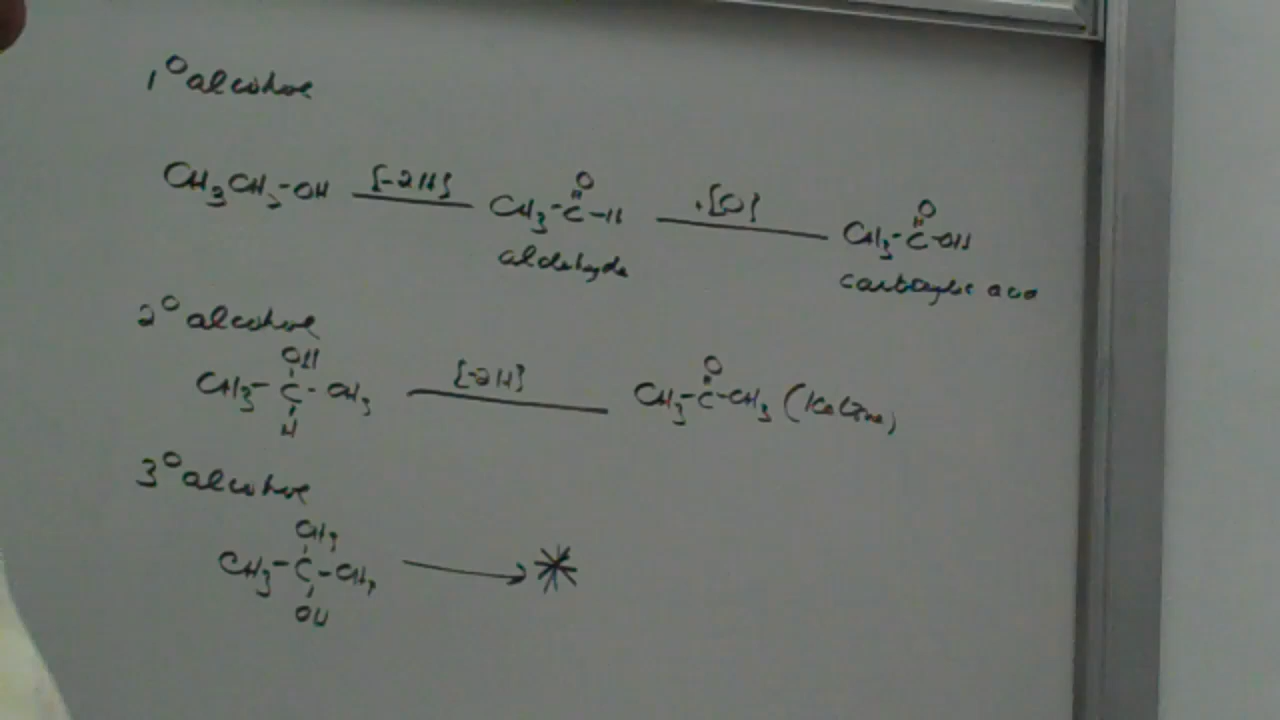 1° alcohol
CH3CH2-OH [-2H] CH3-C-H (=O) [O] CH3-C-OH (=O)
aldehyde carboxylic acid
2° alcohol
OH
CH3-C-CH3 [-2H] CH3-C-CH3 (=O) (Ketone)
H
3° alcohol
CH3
CH3-C-CH3 → *
OH